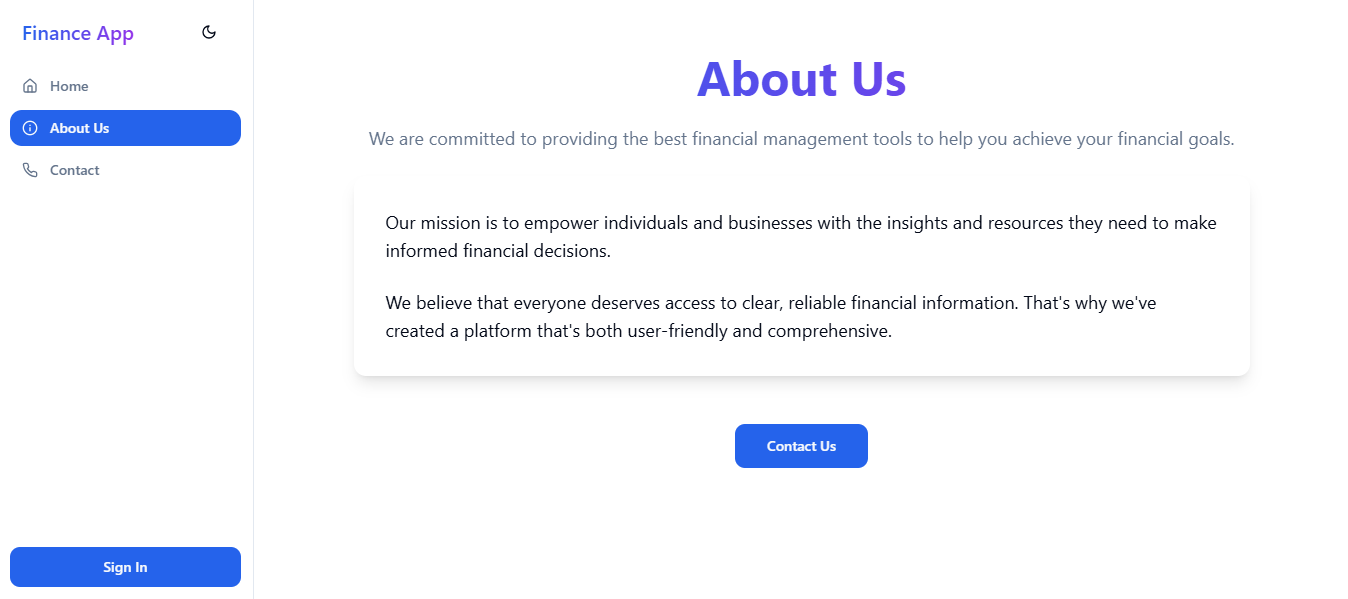 Finance App
Home
About Us
Contact
Sign In
About Us
We are committed to providing the best financial management tools to help you achieve your financial goals.
Our mission is to empower individuals and businesses with the insights and resources they need to make
informed financial decisions.
We believe that everyone deserves access to clear, reliable financial information. That's why we've
created a platform that's both user-friendly and comprehensive.
Contact Us